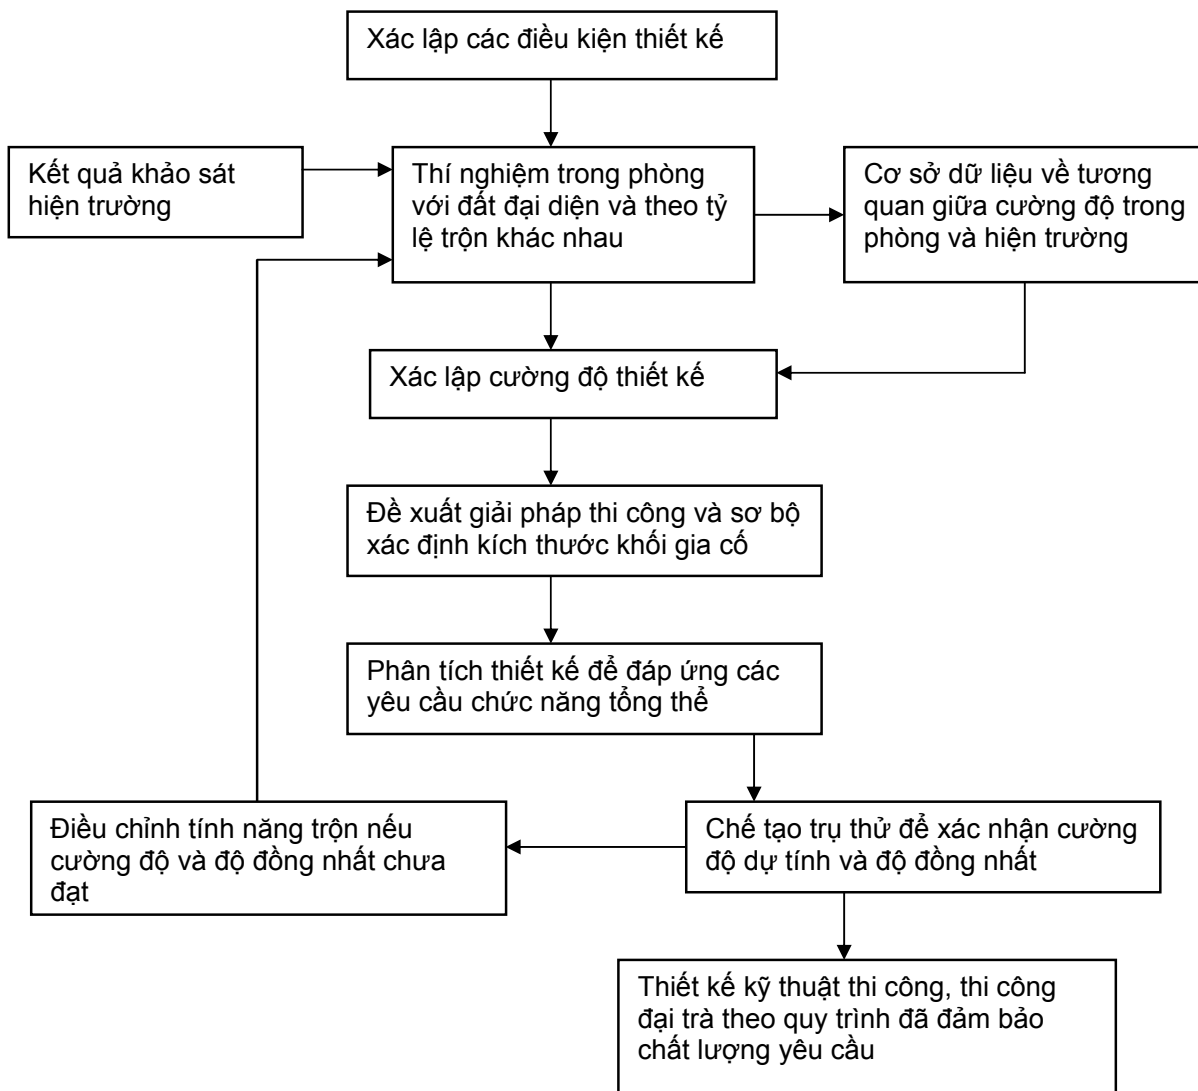 Xác lập các điều kiện thiết kế
Kết quả khảo sát
hiện trường
Thí nghiệm trong phòng
với đất đại diện và theo tỷ
lệ trộn khác nhau
Cơ sở dữ liệu về tương
quan giữa cường độ trong
phòng và hiện trường
Xác lập cường độ thiết kế
Đề xuất giải pháp thi công và sơ bộ
xác định kích thước khối gia cố
Phân tích thiết kế để đáp ứng các
yêu cầu chức năng tổng thể
Điều chỉnh tính năng trộn nếu
cường độ và độ đồng nhất chưa
đạt
Chế tạo trụ thử để xác nhận cường
độ dự tính và độ đồng nhất
Thiết kế kỹ thuật thi công, thi công
đại trà theo quy trình đã đảm bảo
chất lượng yêu cầu